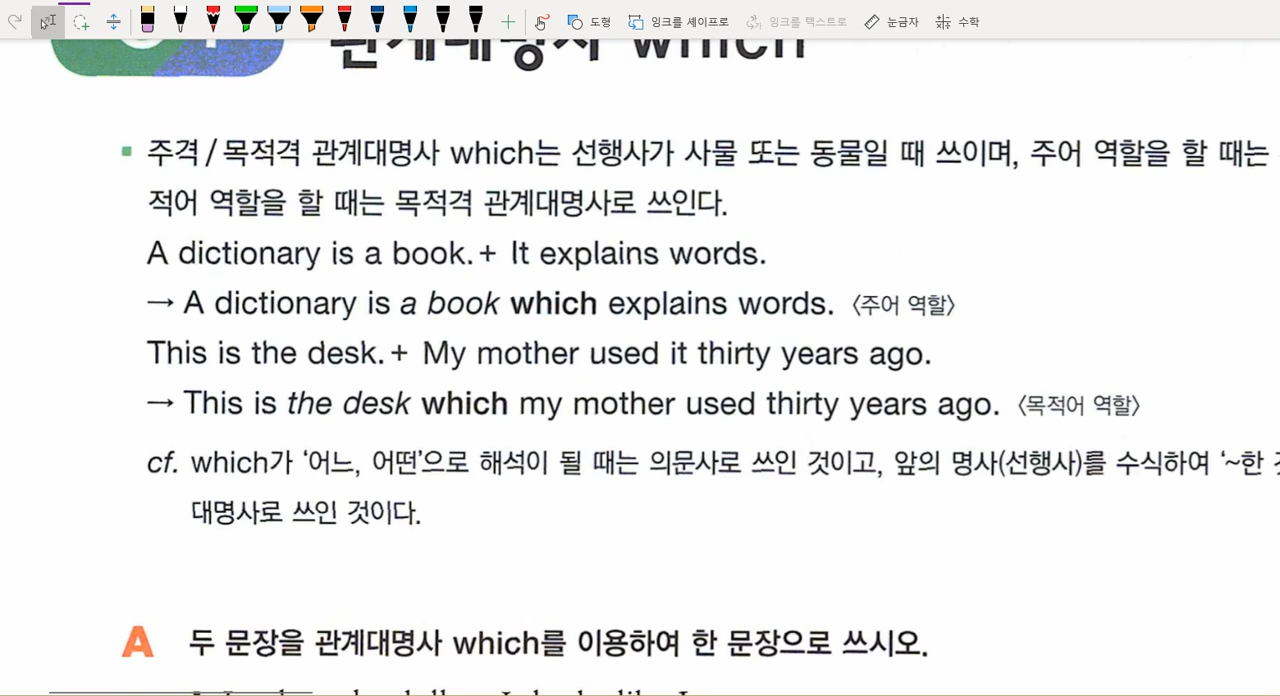 도형
잉크를 셰이프로
잉크를 텍스트로
눈금자
수학
관계대명사 which
주격 / 목적격 관계대명사 which는 선행사가 사물 또는 동물일 때 쓰이며, 주어 역할을 할 때는
적어 역할을 할 때는 목적격 관계대명사로 쓰인다.
A dictionary is a book. + It explains words.
→ A dictionary is a book which explains words. 〈주어 역할〉
This is the desk. + My mother used it thirty years ago.
→ This is the desk which my mother used thirty years ago. 〈목적어 역할〉
cf. which가 ‘어느, 어떤’으로 해석이 될 때는 의문사로 쓰인 것이고, 앞의 명사(선행사)를 수식하여 ‘~한
대명사로 쓰인 것이다.
A 두 문장을 관계대명사 which를 이용하여 한 문장으로 쓰시오.